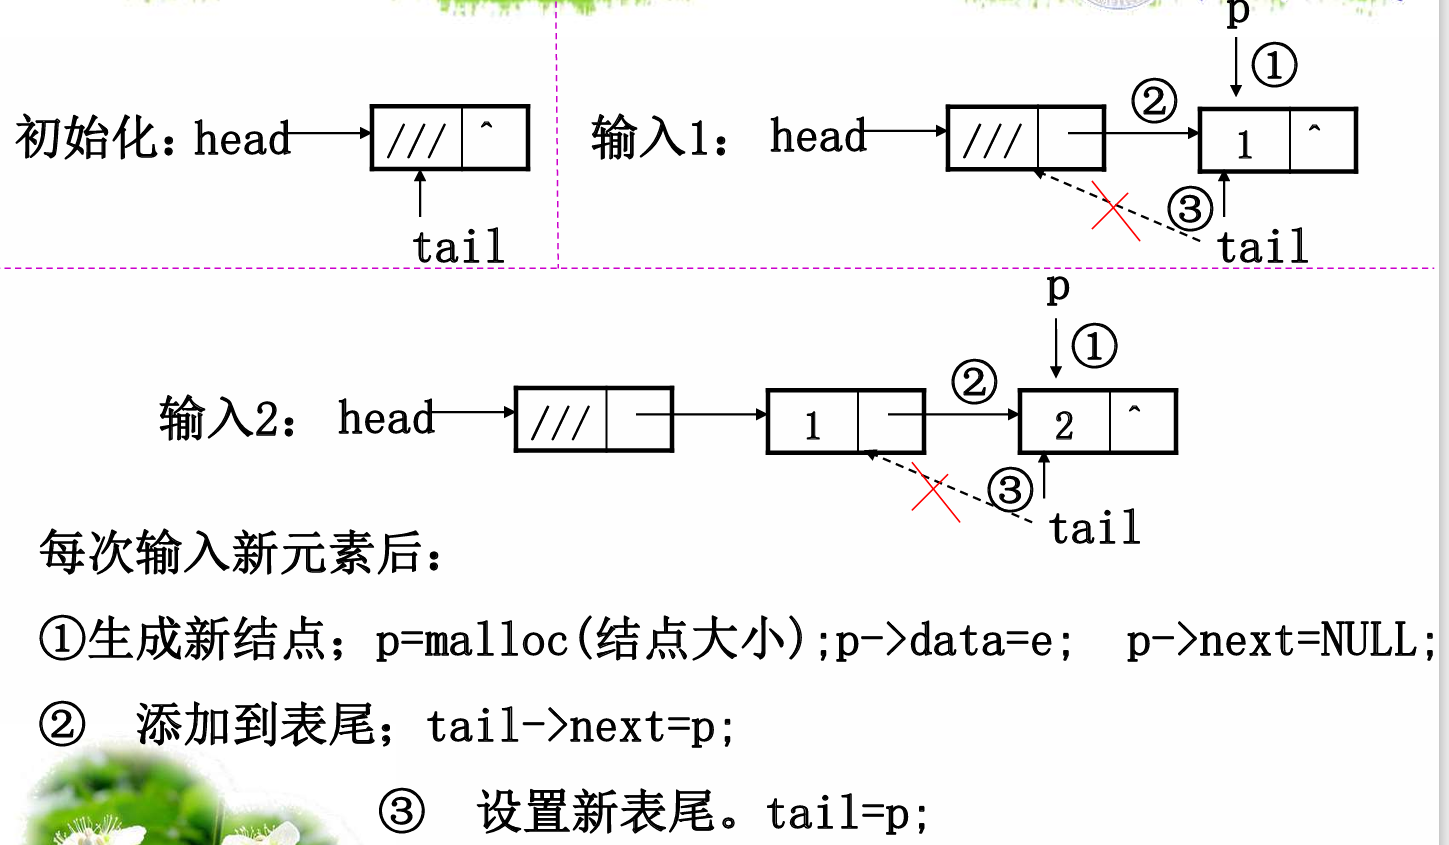 初始化：head /// ^
tail
p
①
输入1： head /// ② 1 ^
③
tail
p
①
输入2： head /// 1 ② 2 ^
③
tail
每次输入新元素后：
①生成新结点；p=malloc(结点大小);p->data=e; p->next=NULL;
② 添加到表尾；tail->next=p;
③ 设置新表尾。tail=p;